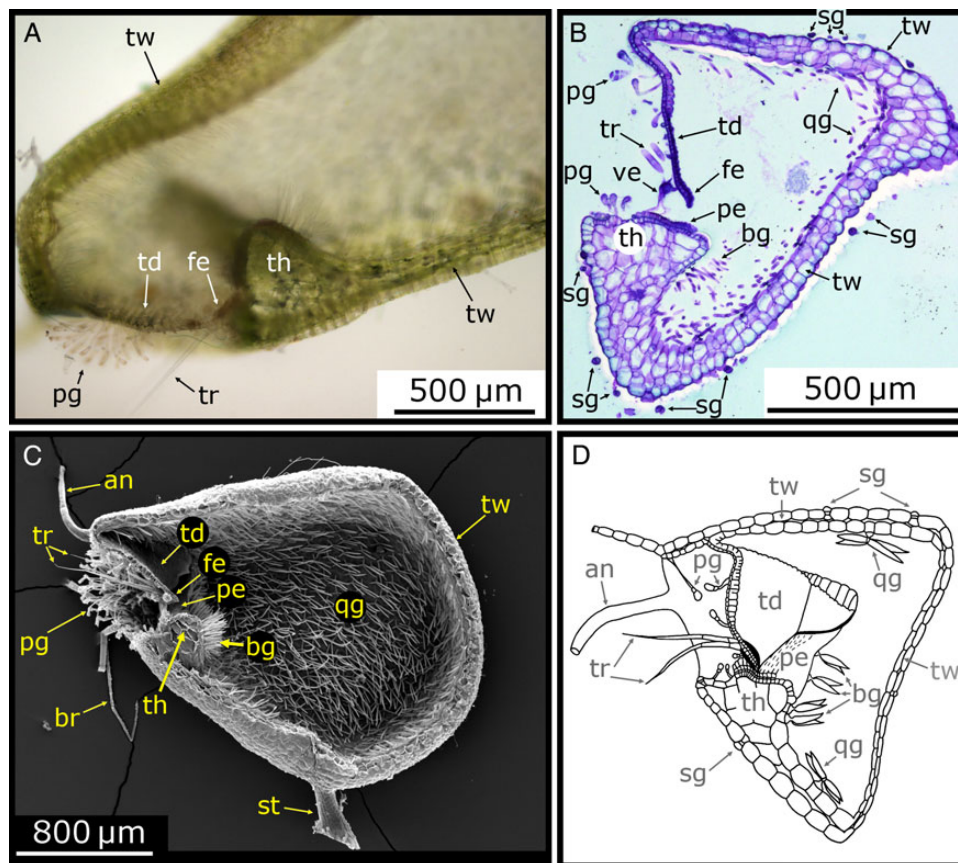 A
tw
td
fe
th
tw
pg
tr
500 µm
B
sg
tw
pg
qg
tr
td
ve
fe
pg
pe
th
bg
sg
sg
tw
sg
sg
500 µm
C
an
tw
tr
td
fe
pe
qg
pg
bg
br
th
st
800 µm
D
sg
tw
pg
qg
an
td
tr
pe
tw
th
bg
qg
sg